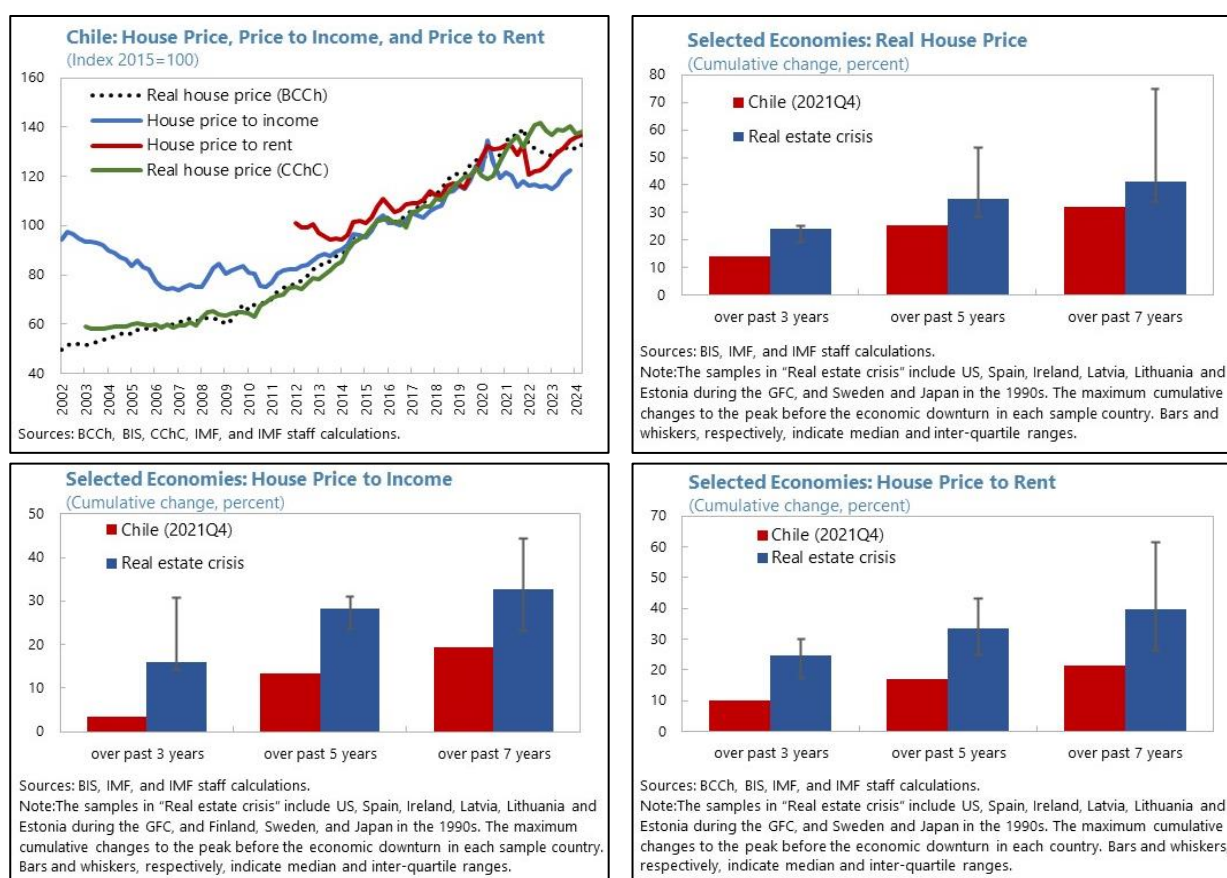 Chile: House Price, Price to Income, and Price to Rent
(Index 2015=100)
160
140
120
100
80
60
40
Real house price (BCCh)
House price to income
House price to rent
Real house price (CChC)
2002
2003
2004
2005
2006
2007
2008
2009
2010
2011
2012
2013
2014
2015
2016
2017
2018
2019
2020
2021
2022
2023
2024
Sources: BCCh, BIS, CChC, IMF, and IMF staff calculations.
Selected Economies: Real House Price
(Cumulative change, percent)
80
70
60
50
40
30
20
10
0
Chile (2021Q4)
Real estate crisis
over past 3 years
over past 5 years
over past 7 years
Sources: BIS, IMF, and IMF staff calculations.
Note:The samples in "Real estate crisis" include US, Spain, Ireland, Latvia, Lithuania and
Estonia during the GFC, and Sweden and Japan in the 1990s. The maximum cumulative
changes to the peak before the economic downturn in each sample country. Bars and
whiskers, respectively, indicate median and inter-quartile ranges.
Selected Economies: House Price to Income
(Cumulative change, percent)
50
40
30
20
10
0
Chile (2021Q4)
Real estate crisis
over past 3 years
over past 5 years
over past 7 years
Sources: BIS, IMF, and IMF staff calculations.
Note:The samples in "Real estate crisis" include US, Spain, Ireland, Latvia, Lithuania and
Estonia during the GFC, and Finland, Sweden, and Japan in the 1990s. The maximum
cumulative changes to the peak before the economic downturn in each sample country.
Bars and whiskers, respectively, indicate median and inter-quartile ranges.
Selected Economies: House Price to Rent
(Cumulative change, percent)
70
60
50
40
30
20
10
0
Chile (2021Q4)
Real estate crisis
over past 3 years
over past 5 years
over past 7 years
Sources: BCCh, BIS, IMF, and IMF staff calculations.
Note:The samples in "Real estate crisis" include US, Spain, Ireland, Latvia, Lithuania and
Estonia during the GFC, and Sweden and Japan in the 1990s. The maximum cumulative
changes to the peak before the economic downturn in each country. Bars and whiskers,
respectively, indicate median and inter-quartile ranges.